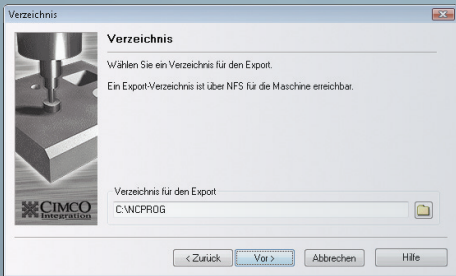 Verzeichnis
Verzeichnis
Wählen Sie ein Verzeichnis für den Export.
Ein Export-Verzeichnis ist über NFS für die Maschine erreichbar.
CIMCO
Integration
Verzeichnis für den Export
C:\NCPROG
< Zurück
Vor >
Abbrechen
Hilfe